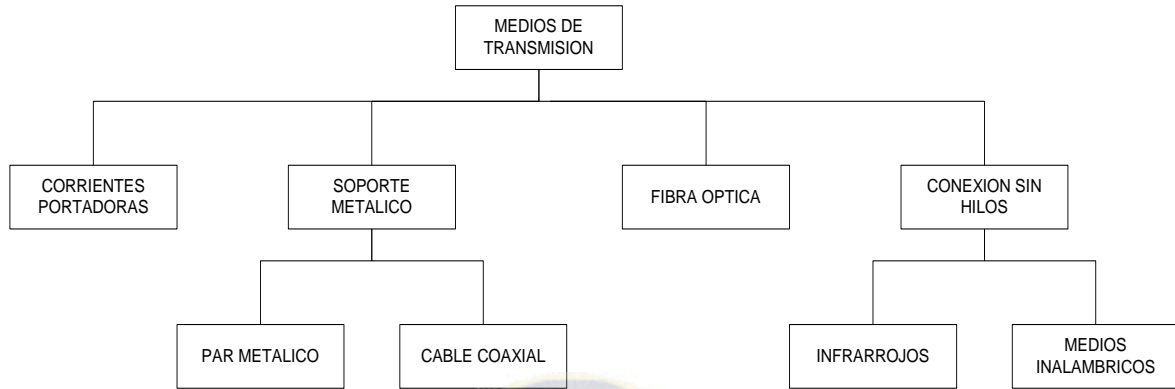 MEDIOS DE
TRANSMISION
CORRIENTES
PORTADORAS
SOPORTE
METALICO
FIBRA OPTICA
CONEXION SIN
HILOS
PAR METALICO
CABLE COAXIAL
INFRARROJOS
MEDIOS
INALAMBRICOS